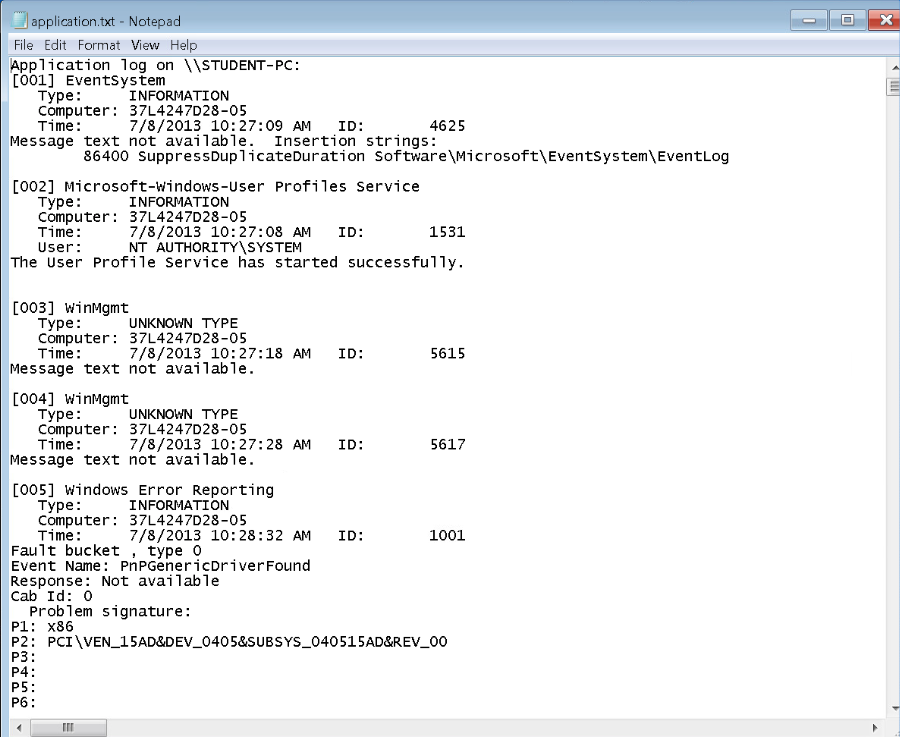 application.txt - Notepad
File Edit Format View Help
Application log on \\STUDENT-PC:
[001] EventSystem
   Type:     INFORMATION
   Computer: 37L4247D28-05
   Time:     7/8/2013 10:27:09 AM   ID:       4625
Message text not available.  Insertion strings:
        86400 SuppressDuplicateDuration Software\Microsoft\EventSystem\EventLog
[002] Microsoft-Windows-User Profiles Service
   Type:     INFORMATION
   Computer: 37L4247D28-05
   Time:     7/8/2013 10:27:08 AM   ID:       1531
   User:     NT AUTHORITY\SYSTEM
The User Profile Service has started successfully.
[003] WinMgmt
   Type:     UNKNOWN TYPE
   Computer: 37L4247D28-05
   Time:     7/8/2013 10:27:18 AM   ID:       5615
Message text not available.
[004] WinMgmt
   Type:     UNKNOWN TYPE
   Computer: 37L4247D28-05
   Time:     7/8/2013 10:27:28 AM   ID:       5617
Message text not available.
[005] Windows Error Reporting
   Type:     INFORMATION
   Computer: 37L4247D28-05
   Time:     7/8/2013 10:28:32 AM   ID:       1001
Fault bucket , type 0
Event Name: PnPGenericDriverFound
Response: Not available
Cab Id: 0
  Problem signature:
P1: x86
P2: PCI\VEN_15AD&DEV_0405&SUBSYS_040515AD&REV_00
P3:
P4:
P5:
P6: